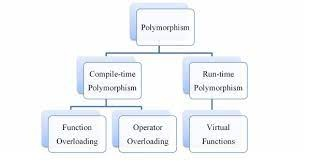 Polymorphism
Compile-time
Polymorphism
Run-time
Polymorphism
Function
Overloading
Operator
Overloading
Virtual
Functions